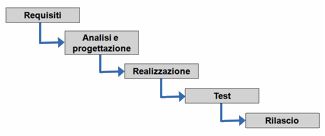 Requisiti
Analisi e
progettazione
Realizzazione
Test
Rilascio